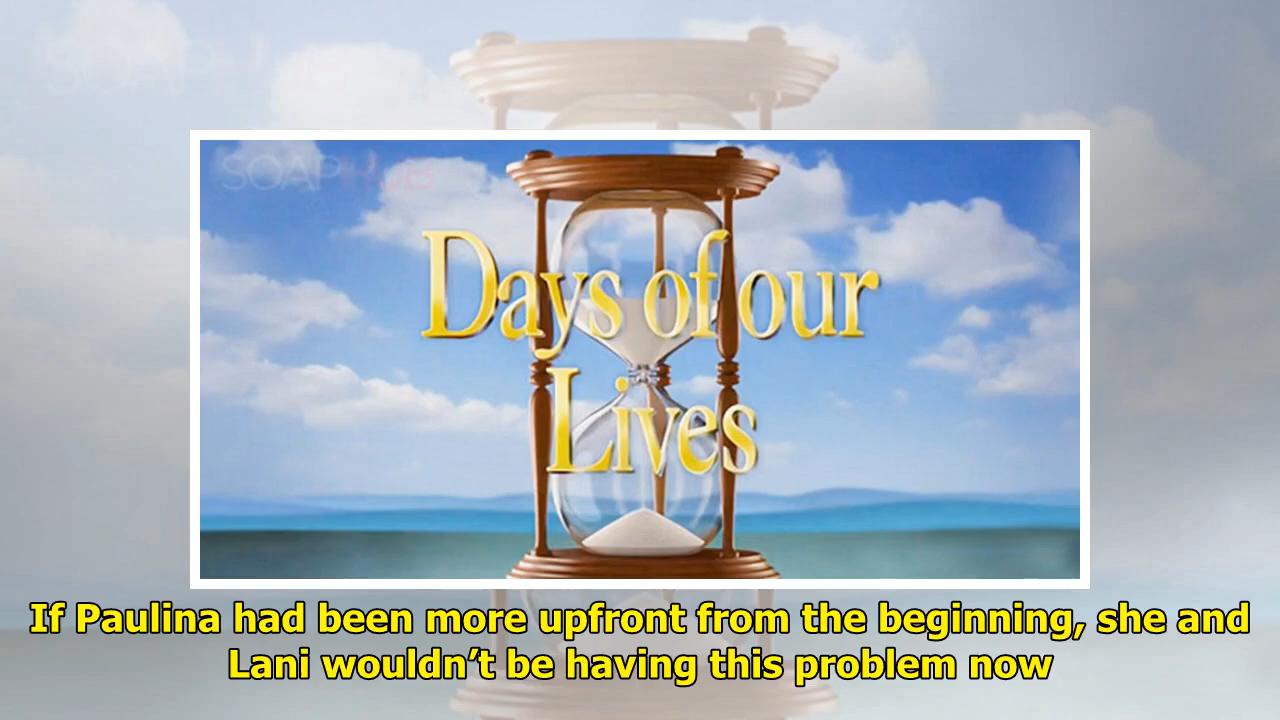 SOAPHUB
Days of our
Lives
If Paulina had been more upfront from the beginning, she and
Lani wouldn’t be having this problem now